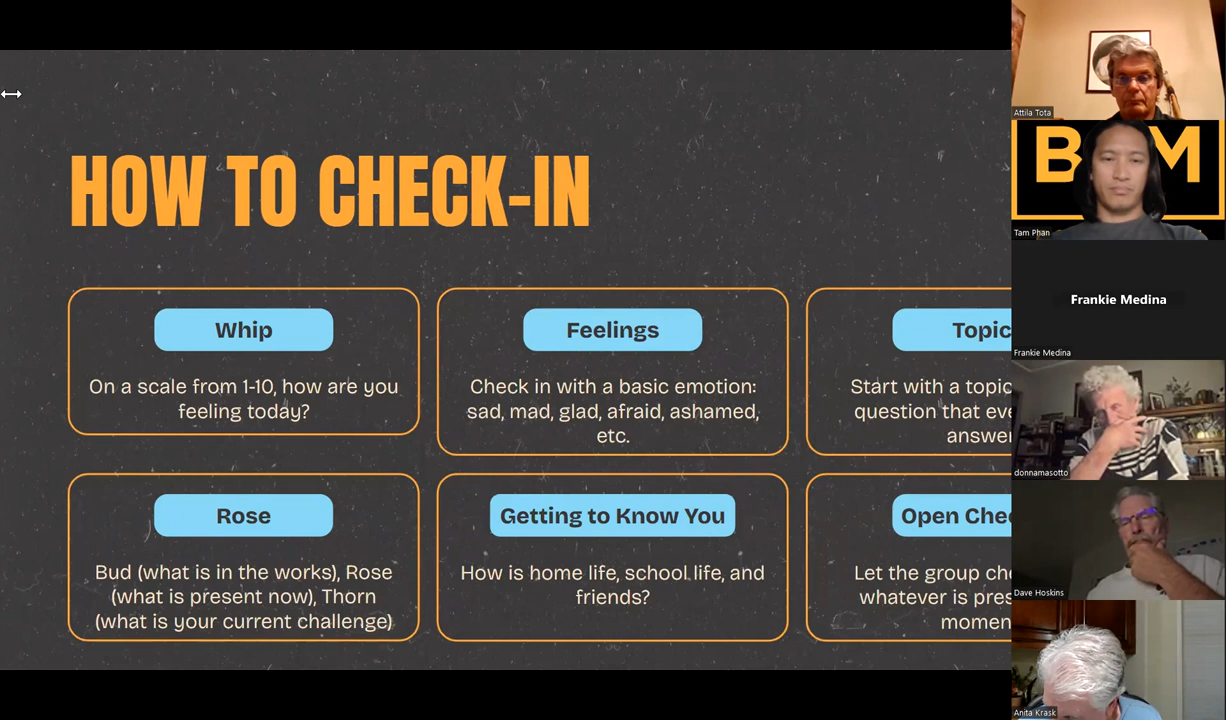 HOW TO CHECK-IN
Whip
On a scale from 1-10, how are you
feeling today?
Feelings
Check in with a basic emotion:
sad, mad, glad, afraid, ashamed,
etc.
Topic
Start with a topic
question that eve
answer
Rose
Bud (what is in the works), Rose
(what is present now), Thorn
(what is your current challenge)
Getting to Know You
How is home life, school life, and
friends?
Open Chec
Let the group che
whatever is pres
momen
Attila Tota
B M
Tam Phan
Frankie Medina
Frankie Medina
donnamasotto
Dave Hoskins
Anita Krask